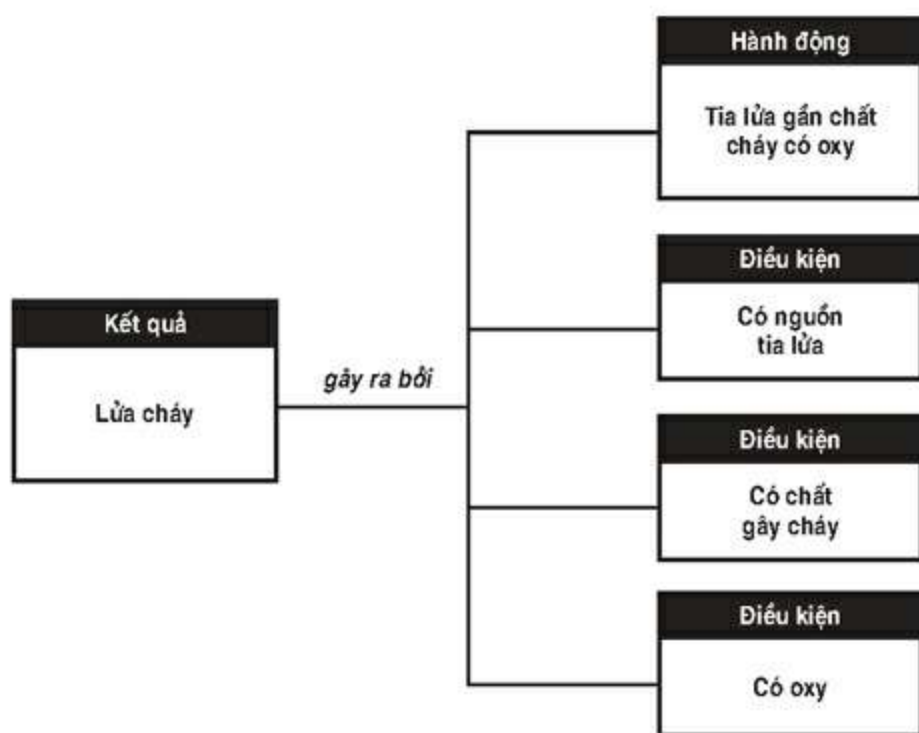 Hành động
Tia lửa gần chất
cháy có oxy
Điều kiện
Có nguồn
tia lửa
Kết quả
Lửa cháy
gây ra bởi
Điều kiện
Có chất
gây cháy
Điều kiện
Có oxy